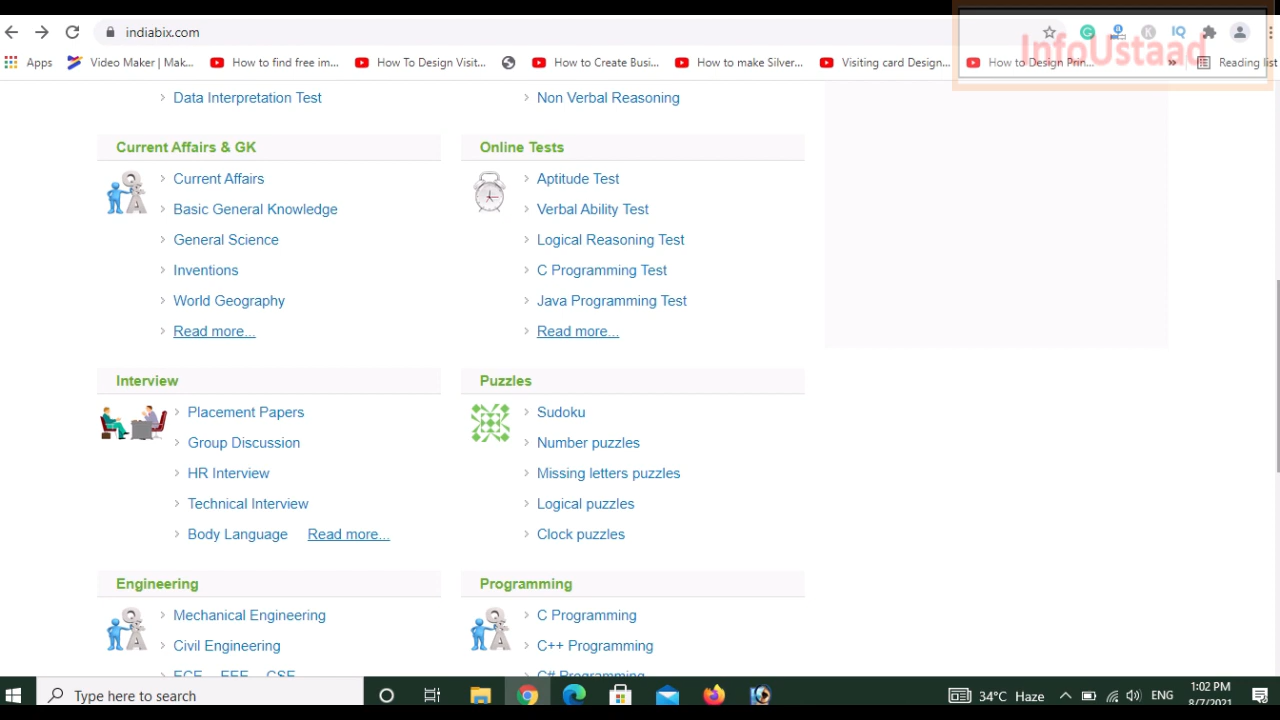 indiabix.com
InfoUstaad
Apps Video Maker | Mak... How to find free im... How To Design Visit... How to Create Busi... How to make Silver... Visiting card Design... How to Design Prin... » Reading list
Data Interpretation Test
Non Verbal Reasoning
Current Affairs & GK
Current Affairs
Basic General Knowledge
General Science
Inventions
World Geography
Read more...
Online Tests
Aptitude Test
Verbal Ability Test
Logical Reasoning Test
C Programming Test
Java Programming Test
Read more...
Interview
Placement Papers
Group Discussion
HR Interview
Technical Interview
Body Language Read more...
Puzzles
Sudoku
Number puzzles
Missing letters puzzles
Logical puzzles
Clock puzzles
Engineering
Mechanical Engineering
Civil Engineering
ECE EEE CSE
Programming
C Programming
C++ Programming
C# Programming
Type here to search
34°C Haze
ENG
1:02 PM
8/7/2021